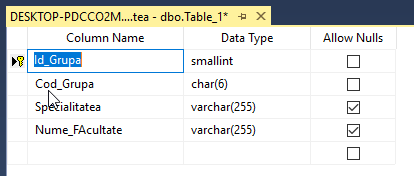 DESKTOP-PDCCO2M....tea - dbo.Table_1*
Column Name Data Type Allow Nulls
Id_Grupa smallint
Cod_Grupa char(6)
Specialitatea varchar(255)
Nume_FAcultate varchar(255)